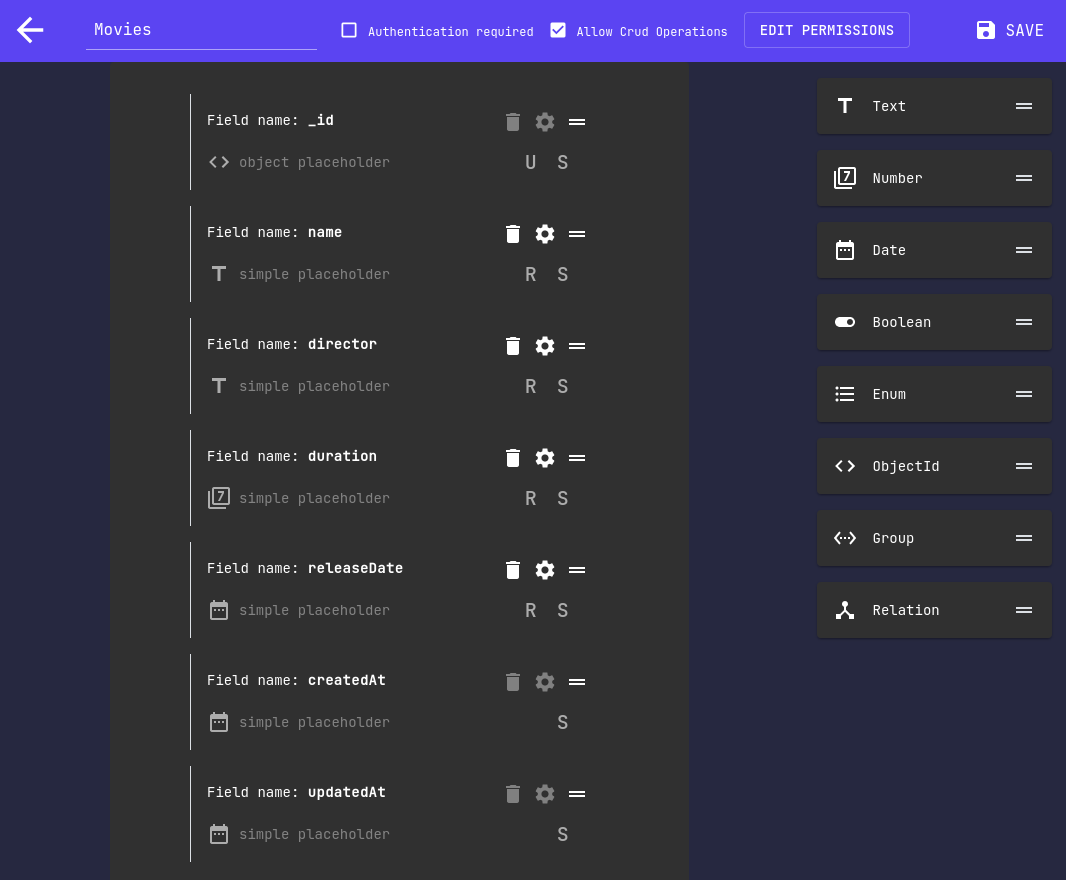 Movies
Authentication required
Allow Crud Operations
EDIT PERMISSIONS
SAVE
Field name: _id
object placeholder U S
Field name: name
simple placeholder R S
Field name: director
simple placeholder R S
Field name: duration
7 simple placeholder R S
Field name: releaseDate
simple placeholder R S
Field name: createdAt
simple placeholder S
Field name: updatedAt
simple placeholder S
Text
7 Number
Date
Boolean
Enum
ObjectId
Group
Relation